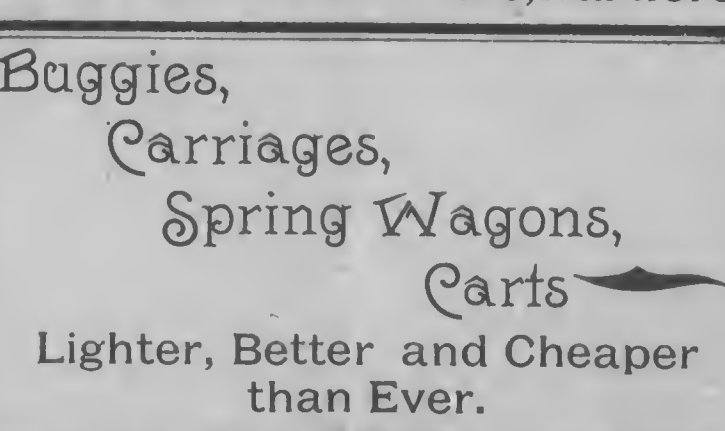 Buggies,
Carriages,
Spring Wagons,
Carts
Lighter, Better and Cheaper
than Ever.